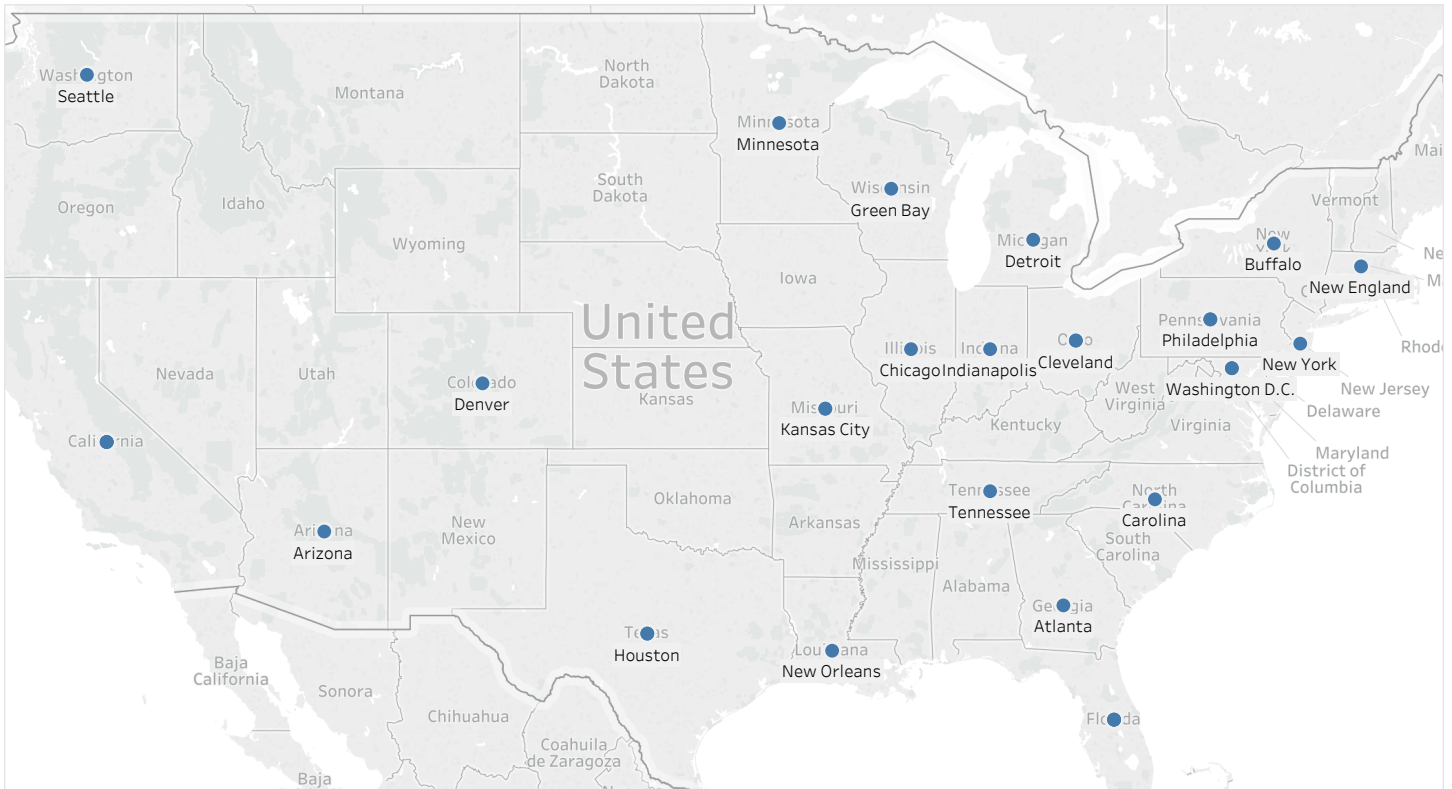 Washington
Seattle
Montana
North
Dakota
Minnesota
Minnesota
Oregon
Idaho
South
Dakota
Wisconsin
Green Bay
Mai
Vermont
Wyoming
Michigan
Detroit
New
Buffalo
Ne
M
New England
Iowa
United
States
Nevada
Utah
Colorado
Denver
Kansas
Illinois
Chicago
Indiana
Indianapolis
Ohio
Cleveland
Pennsylvania
Philadelphia
New York
Rhod
Washington D.C.
New Jersey
Delaware
West
Virginia
Virginia
Maryland
District of
Columbia
Missouri
Kansas City
Kentucky
California
Arizona
Arizona
New
Mexico
Oklahoma
Arkansas
Tennessee
Tennessee
North
Carolina
Carolina
South
Carolina
Mississippi
Alabama
Georgia
Atlanta
Texas
Houston
Louisiana
New Orleans
Florida
Baja
California
Sonora
Chihuahua
Coahuila
de Zaragoza
Baja